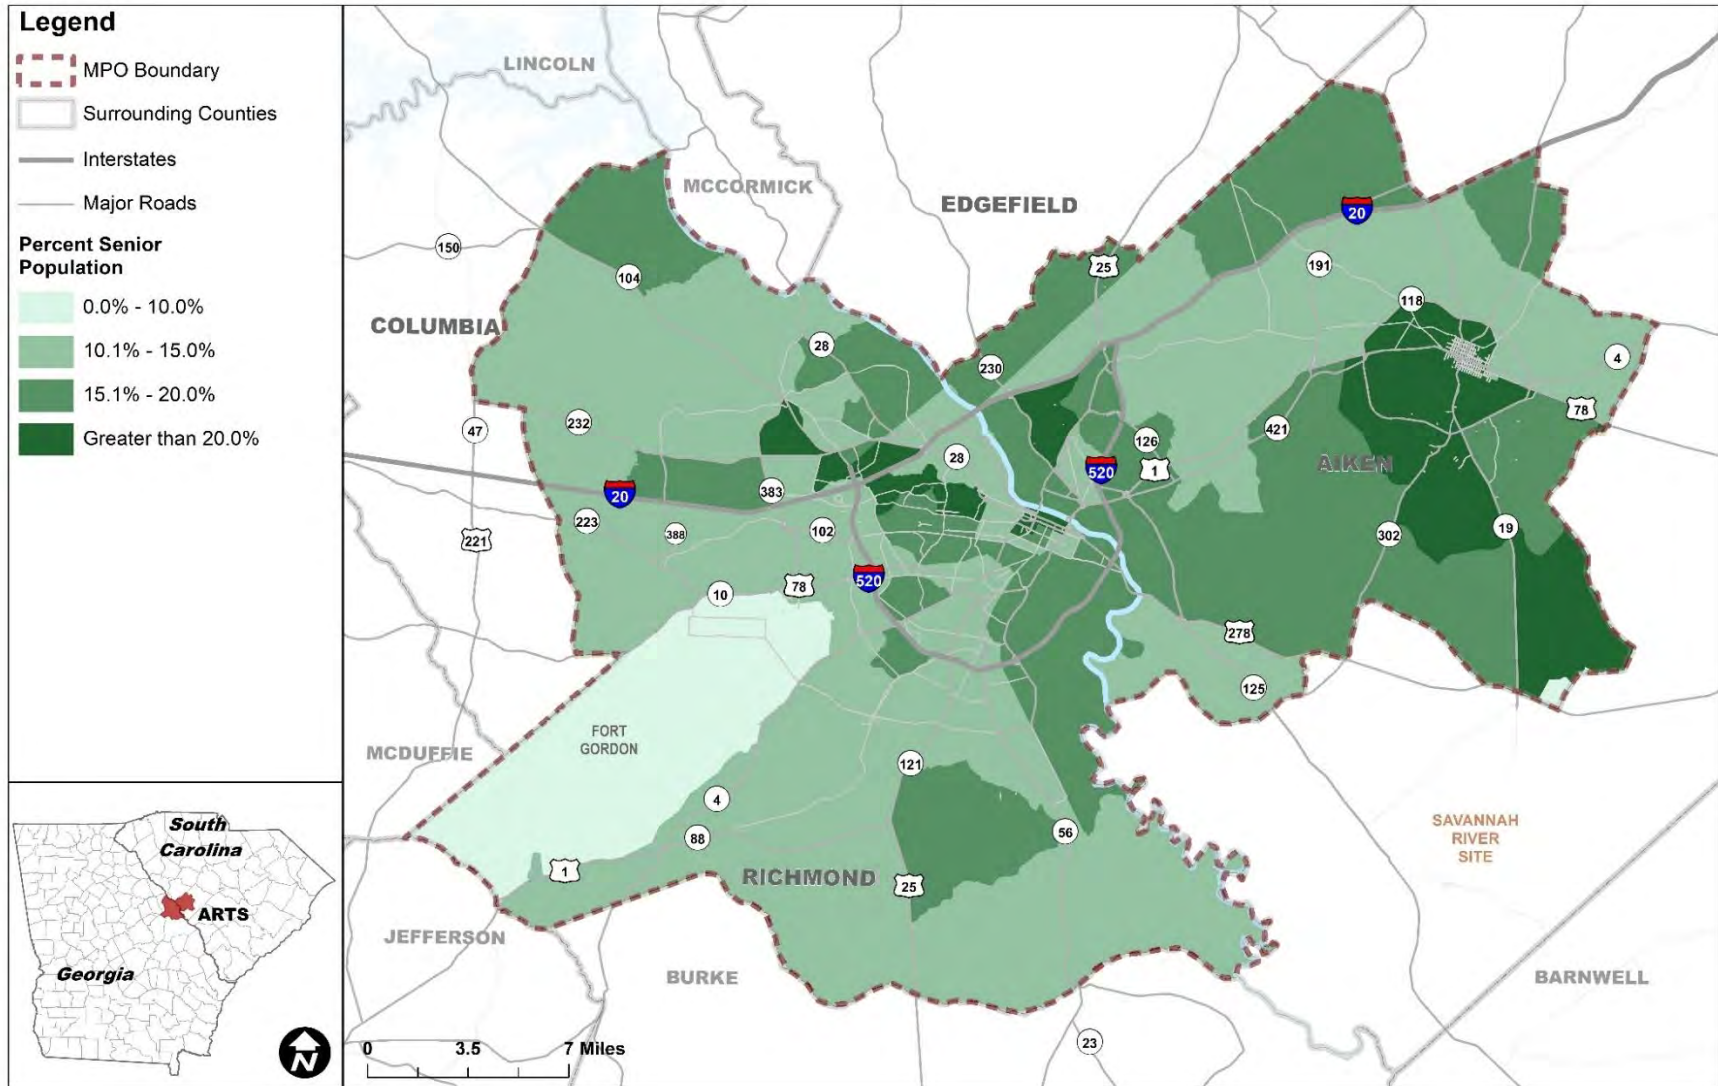 Legend
MPO Boundary
Surrounding Counties
Interstates
Major Roads
Percent Senior
Population
0.0% - 10.0%
10.1% - 15.0%
15.1% - 20.0%
Greater than 20.0%
South
Carolina
ARTS
Georgia
N
LINCOLN
MCCORMICK
EDGEFIELD
20
150
25
191
104
118
COLUMBIA
28
4
230
78
47
232
421
126
28
AIKEN
520
1
383
20
223
102
19
388
302
221
520
78
10
278
125
FORT
GORDON
MCDUFFIE
121
4
SAVANNAH
RIVER
SITE
56
88
1
RICHMOND
25
JEFFERSON
BURKE
BARNWELL
23
0 3.5 7 Miles